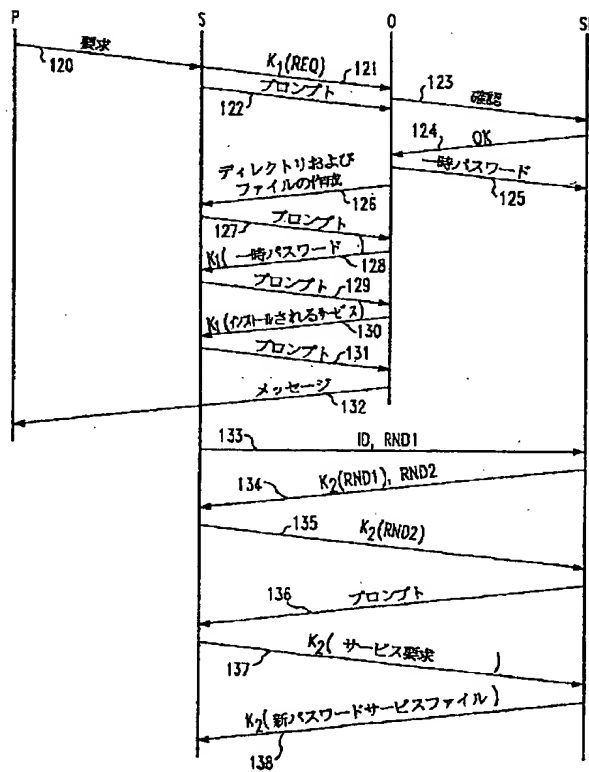 P S O S
要求
120
K1(REQ)
121
プロンプト
122
123
確認
124
OK
一時パスワード
125
ディレクトリおよび
ファイルの作成
126
127
プロンプト
K1(一時パスワード)
128
プロンプト
129
K1(インストールされるサービス)
130
プロンプト
131
メッセージ
132
133
ID, RND1
134
K2(RND1), RND2
135
K2(RND2)
136
プロンプト
K2(サービス要求)
137
K2(新パスワードサービスファイル)
138